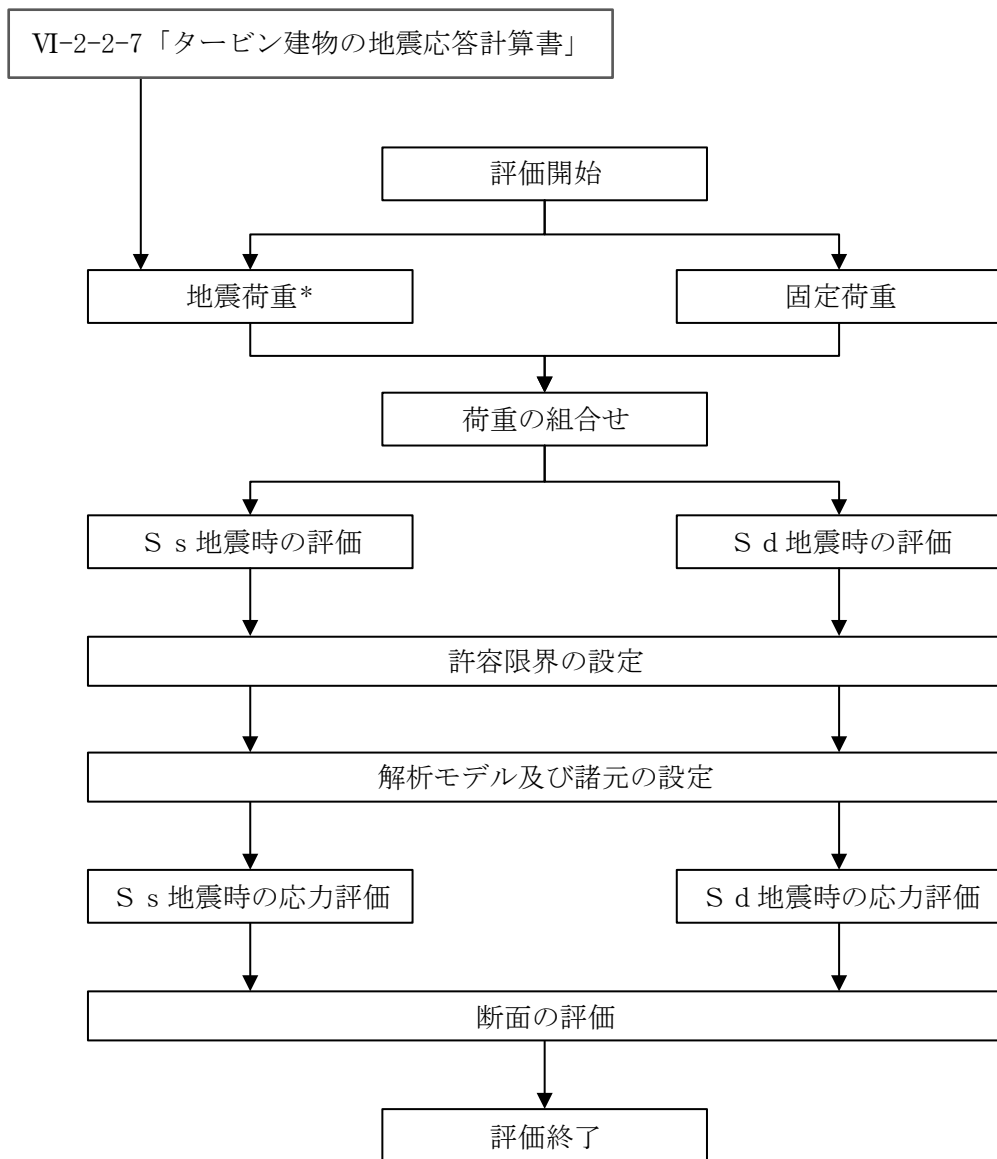 Ⅵ-2-2-7「タービン建物の地震応答計算書」
評価開始
地震荷重*
固定荷重
荷重の組合せ
Ｓｓ地震時の評価
Ｓｄ地震時の評価
許容限界の設定
解析モデル及び諸元の設定
Ｓｓ地震時の応力評価
Ｓｄ地震時の応力評価
断面の評価
評価終了